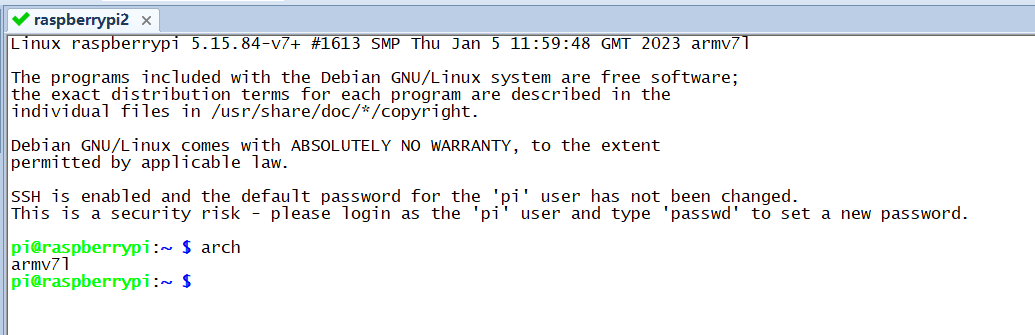 raspberrypi2
Linux raspberrypi 5.15.84-v7+ #1613 SMP Thu Jan 5 11:59:48 GMT 2023 armv7l
The programs included with the Debian GNU/Linux system are free software;
the exact distribution terms for each program are described in the
individual files in /usr/share/doc/*/copyright.
Debian GNU/Linux comes with ABSOLUTELY NO WARRANTY, to the extent
permitted by applicable law.
SSH is enabled and the default password for the 'pi' user has not been changed.
This is a security risk - please login as the 'pi' user and type 'passwd' to set a new password.
pi@raspberrypi:~ $ arch
armv7l
pi@raspberrypi:~ $